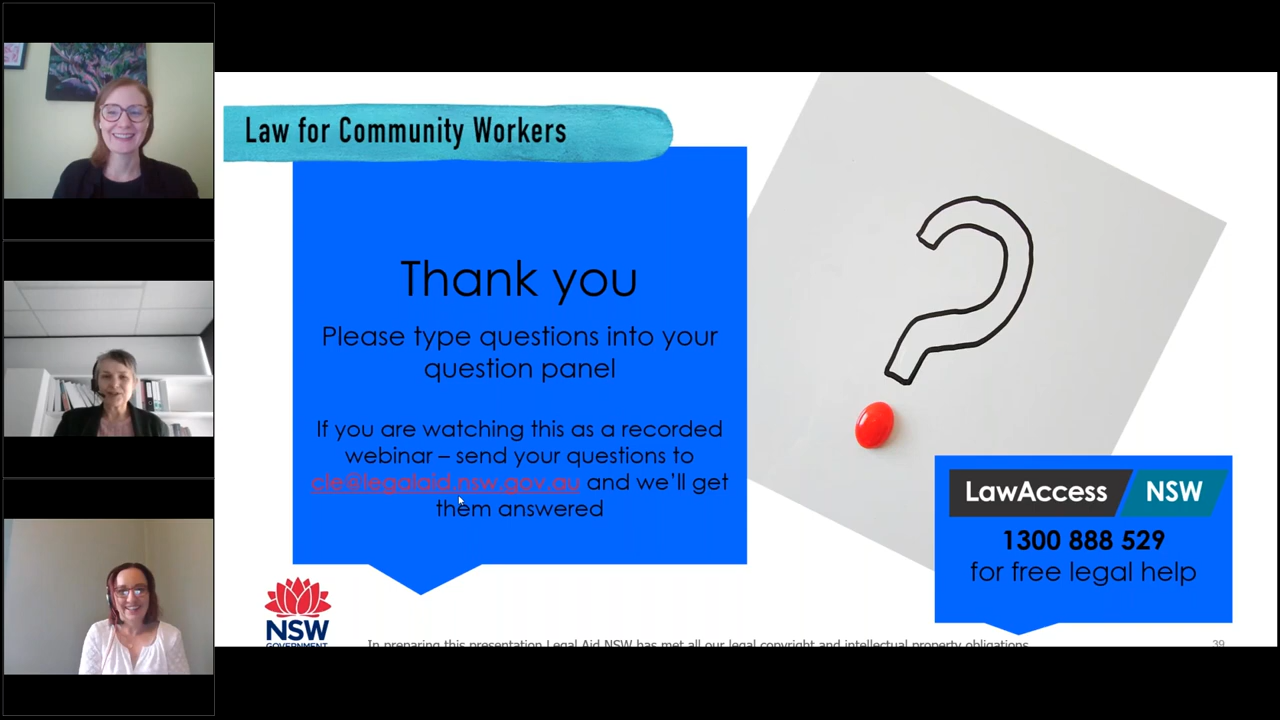 Law for Community Workers
Thank you
Please type questions into your
question panel
If you are watching this as a recorded
webinar – send your questions to
cle@legalaid.nsw.gov.au and we'll get
them answered
LawAccess NSW
1300 888 529
for free legal help
NSW
GOVERNMENT
In preparing this presentation Legal Aid NSW has met all our legal copyright and intellectual property obligations
39